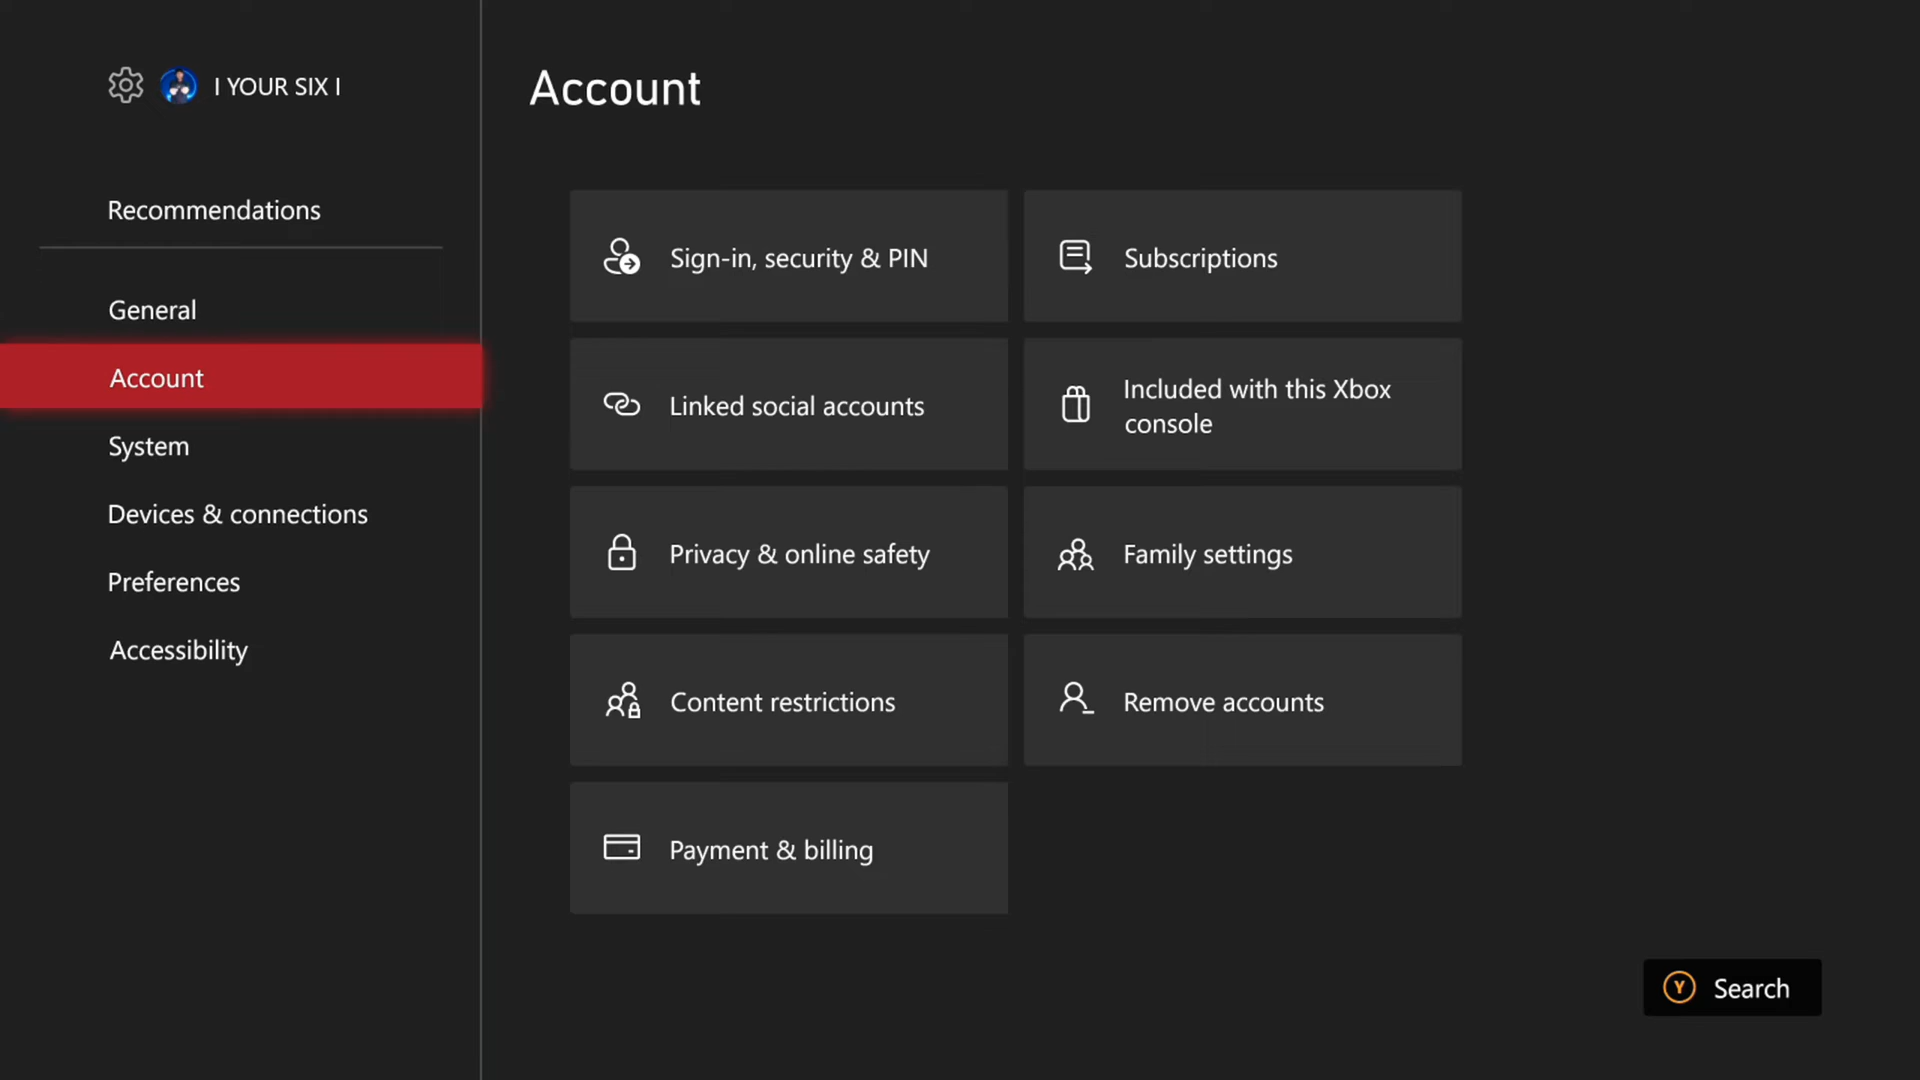 I YOUR SIX I
Recommendations
General
Account
System
Devices & connections
Preferences
Accessibility
Account
Sign-in, security & PIN
Subscriptions
Linked social accounts
Included with this Xbox
console
Privacy & online safety
Family settings
Content restrictions
Remove accounts
Payment & billing
Y Search